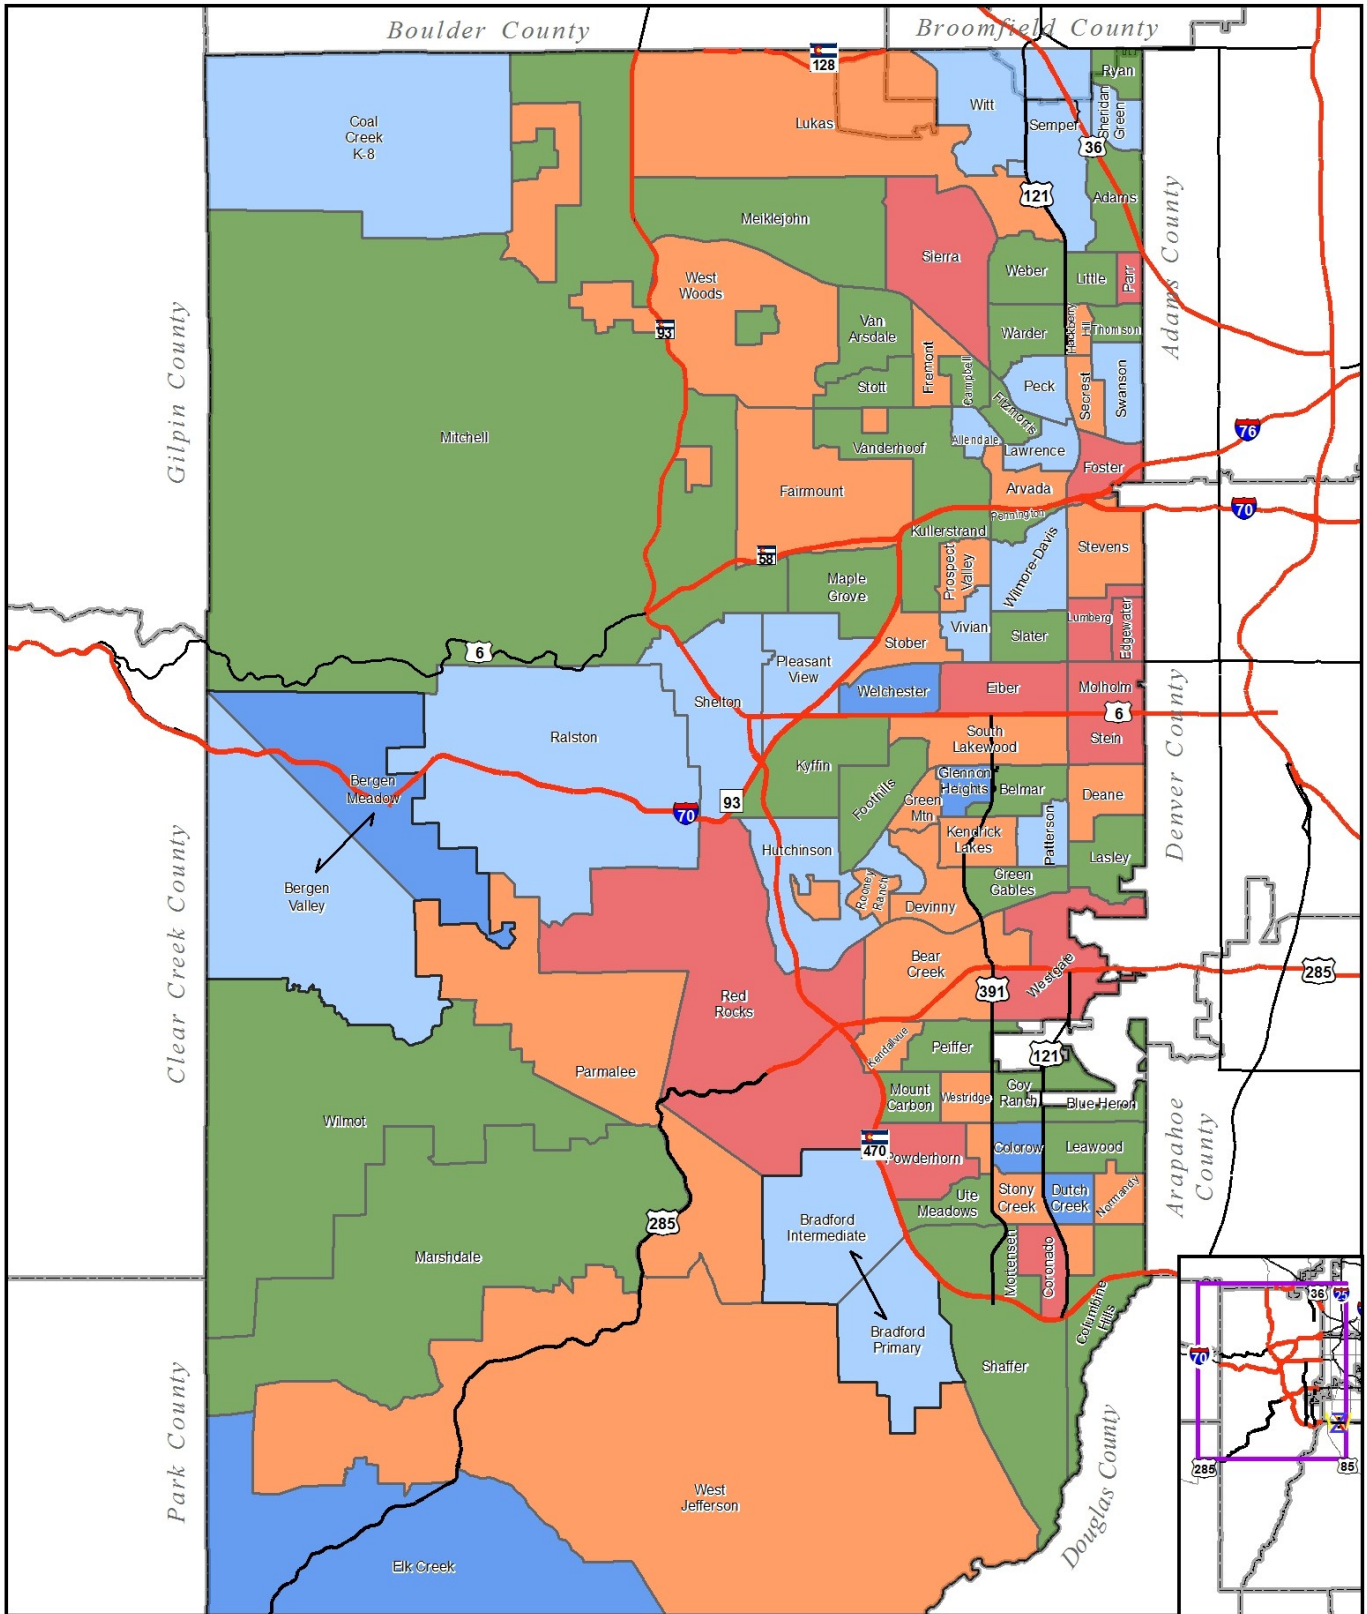 Boulder County
Broomfield County
128
Ryan
Coal
Creek
K-8
Lukas
Witt
Semper
Sheridan
Green
36
121
Adams
Adams County
Meiklejohn
Sierra
Weber
Little
Parr
West
Woods
Gilpin County
93
Van
Arsdale
Warder
Hackberry
Hill
Thomson
Stott
Fremont
Campbell
Fitzmorris
Peck
Secrest
Swanson
Mitchell
Vanderhoof
Allendale
Lawrence
76
Foster
Fairmount
Arvada
70
Pennington
Kullerstrand
58
Prospect
Valley
Wilmore-Davis
Stevens
Maple
Grove
Lumberg
Edgewater
Vivian
Slater
Stober
6
Pleasant
View
Shelton
Welchester
Eiber
Molholm
6
Denver County
Ralston
South
Lakewood
Stein
Kyffin
Bergen
Meadow
Foothills
Glennon
Heights
Belmar
Green
Mtn
Deane
93
70
Kendrick
Lakes
Patterson
Hutchinson
Lasley
Green
Gables
Bergen
Valley
Rooney
Ranch
Devinny
Clear Creek County
Bear
Creek
Westgate
285
391
Red
Rocks
Kendallvue
Peiffer
121
Parmalee
Mount
Carbon
Westridge
Gov
Ranch
Blue Heron
Wilmot
Arapahoe
County
470
Powderhorn
Colorow
Leawood
Ute
Meadows
Stony
Creek
Dutch
Creek
Normandy
285
Bradford
Intermediate
Marshdale
Mortensen
Coronado
Columbine
Hills
Bradford
Primary
Shaffer
Park County
Douglas County
West
Jefferson
Elk Creek
36
25
70
285
85